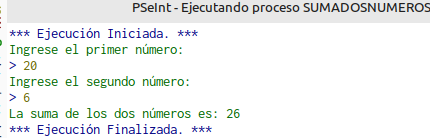 PSeInt - Ejecutando proceso SUMADOSNUMEROS
*** Ejecución Iniciada. ***
Ingrese el primer número:
> 20
Ingrese el segundo número:
> 6
La suma de los dos números es: 26
*** Ejecución Finalizada. ***